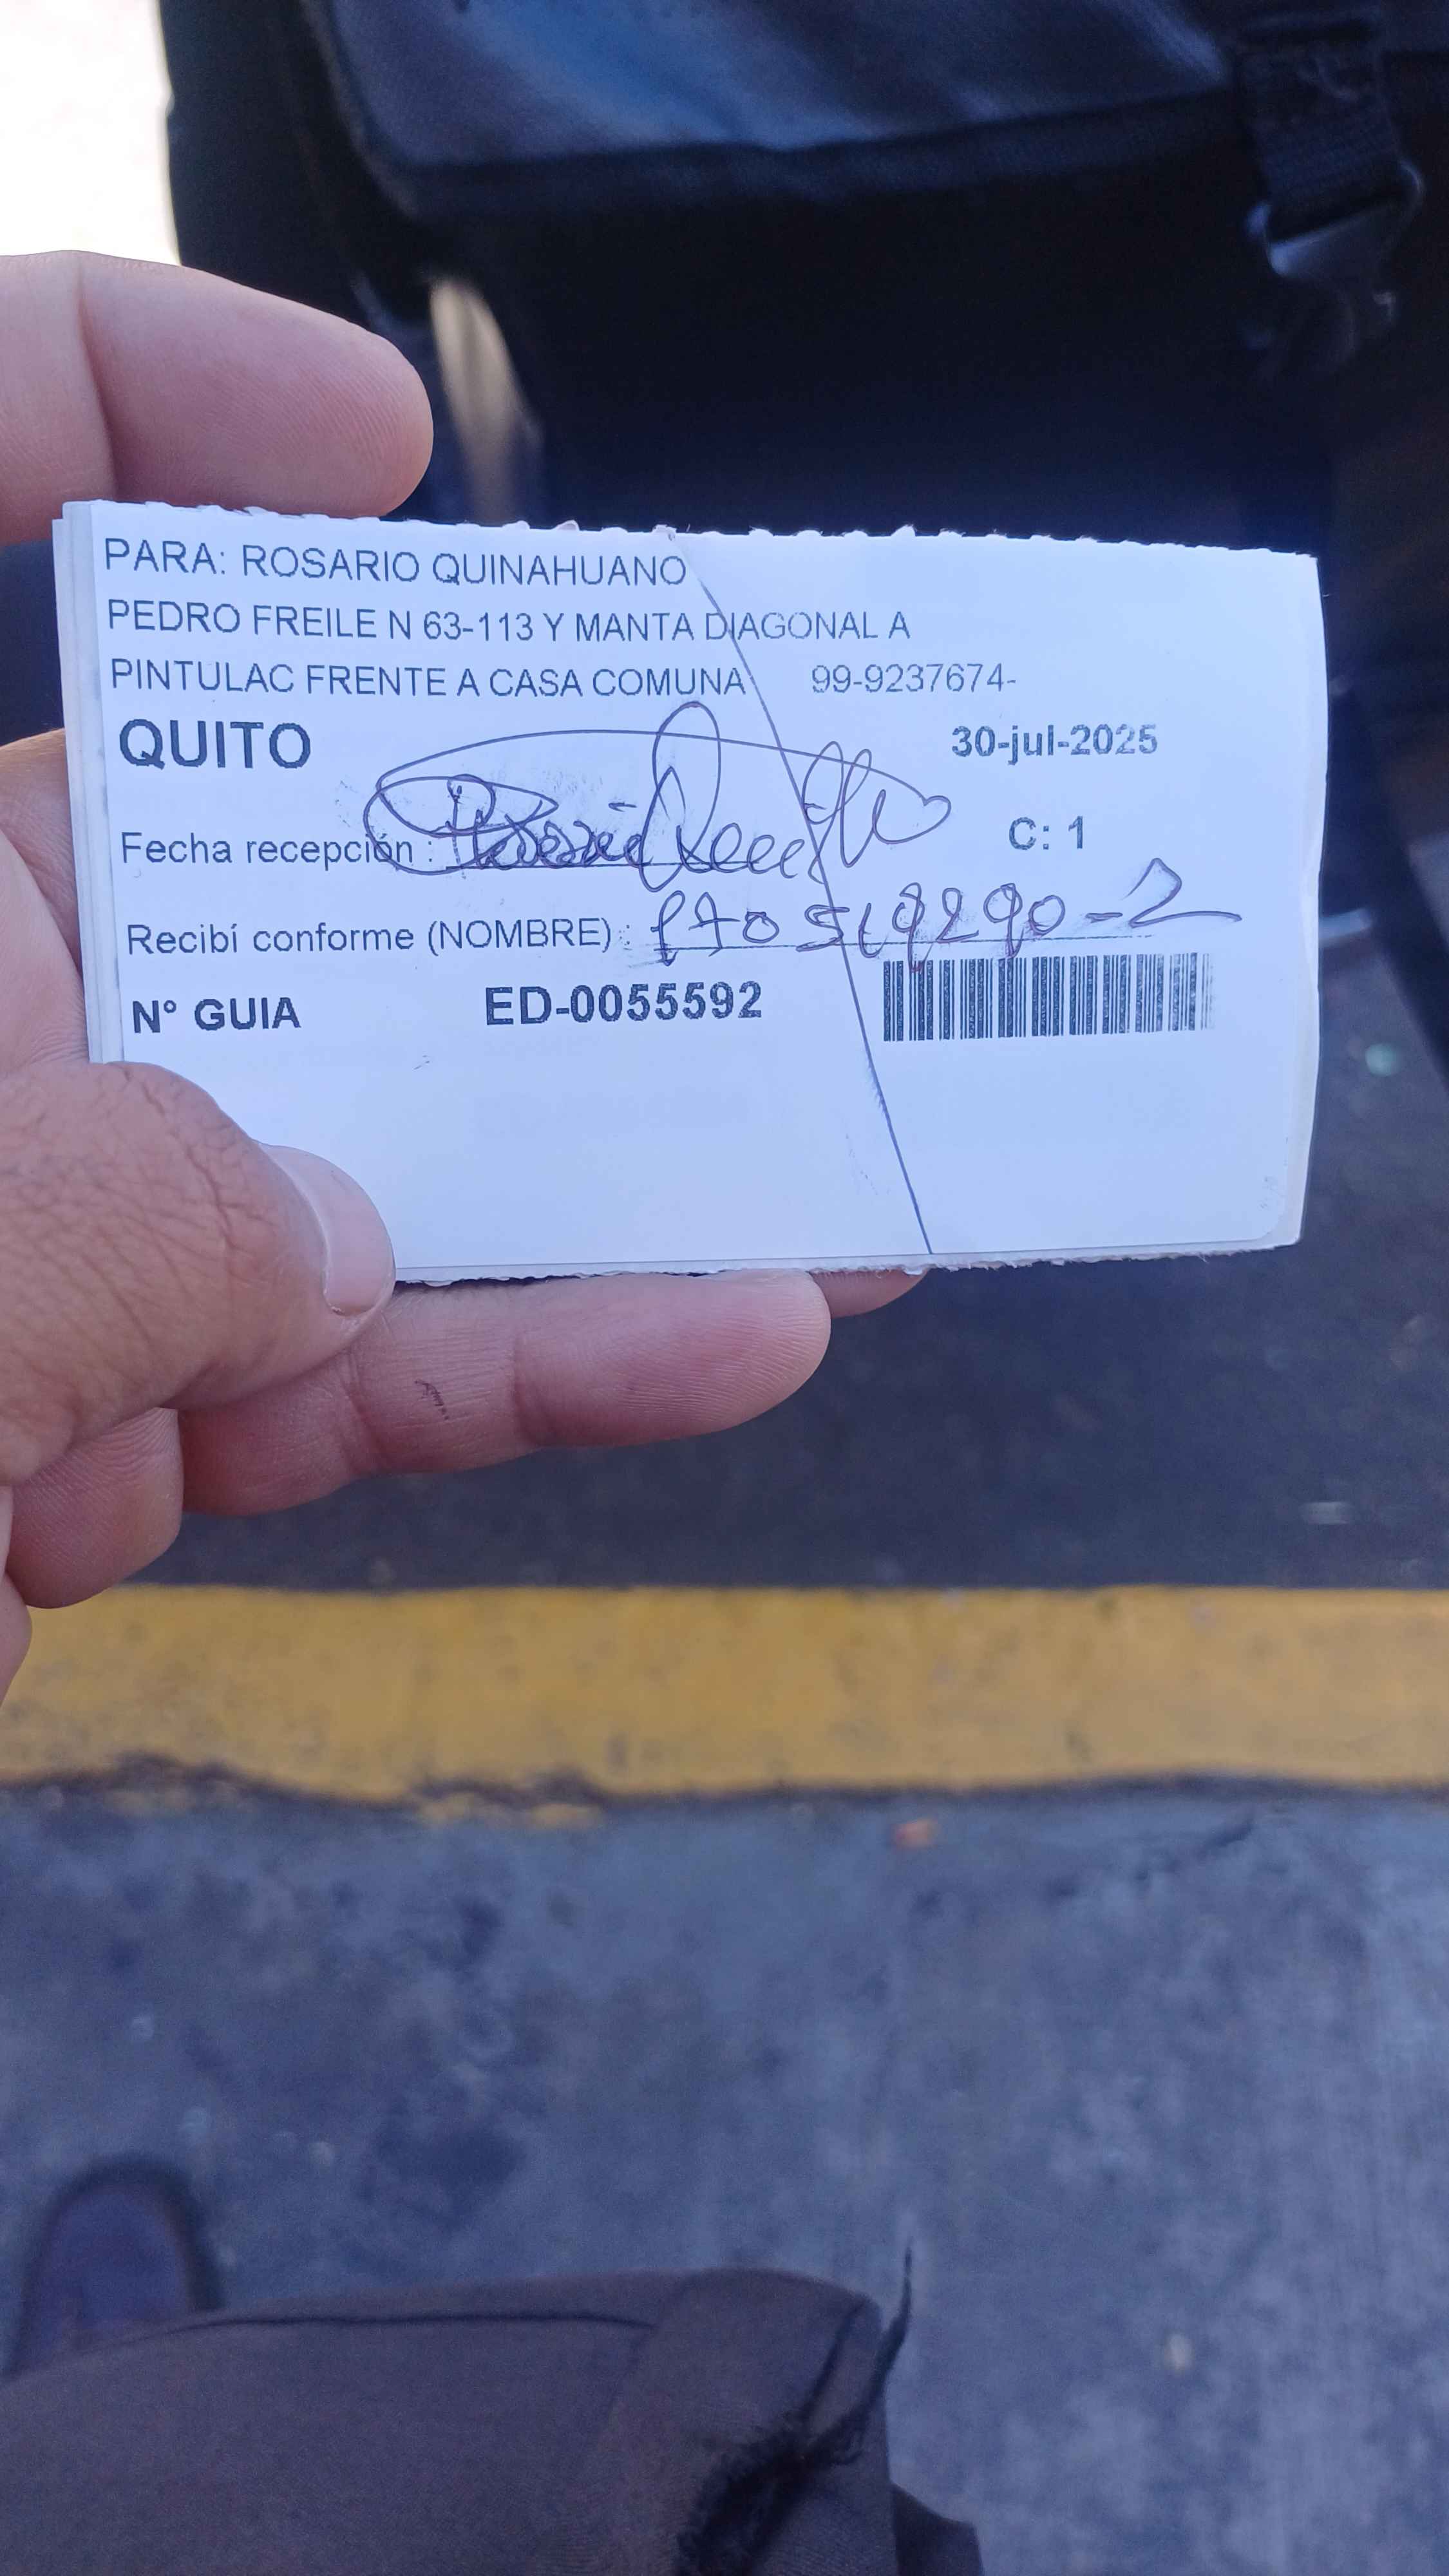 PARA: ROSARIO QUINAHUANO
PEDRO FREILE N 63-113 Y MANTA DIAGONAL A
PINTULAC FRENTE A CASA COMUNA 99-9237674-
QUITO 30-jul-2025
Fecha recepción :
C: 1
Recibí conforme (NOMBRE) :
N° GUIA ED-0055592